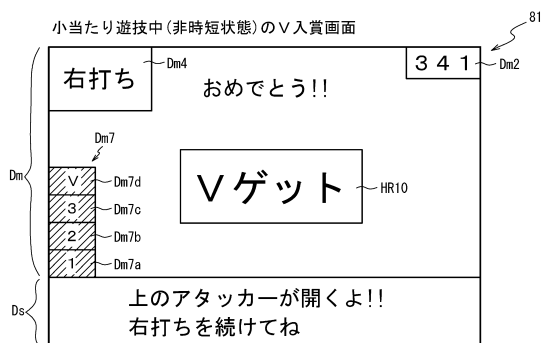 小当たり遊技中(非時短状態)のV入賞画面
81
右打ち
Dm4
おめでとう!!
341
Dm2
Dm7
Dm
V
Dm7d
3
Dm7c
2
Dm7b
1
Dm7a
Vゲット
HR10
Ds
上のアタッカーが開くよ!!
右打ちを続けてね